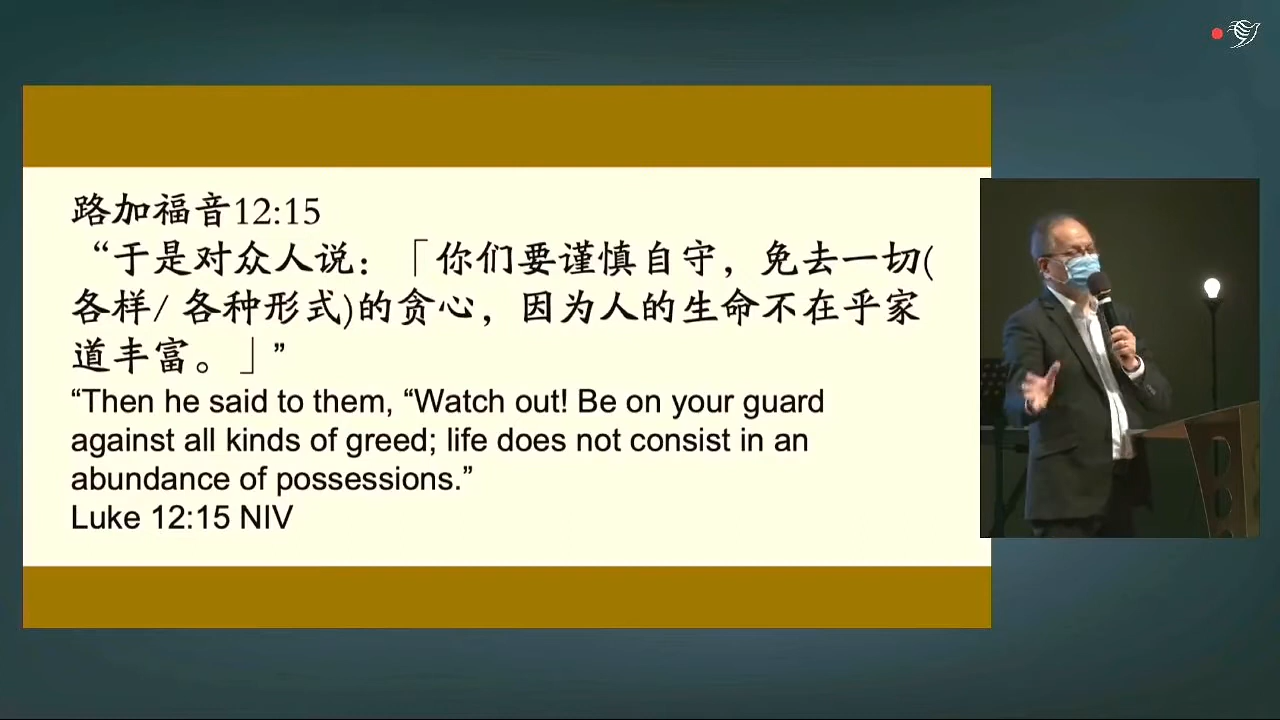 路加福音12:15
“于是对众人说：「你们要谨慎自守，免去一切(
各样/ 各种形式)的贪心，因为人的生命不在乎家
道丰富。」”
“Then he said to them, “Watch out! Be on your guard
against all kinds of greed; life does not consist in an
abundance of possessions.”
Luke 12:15 NIV